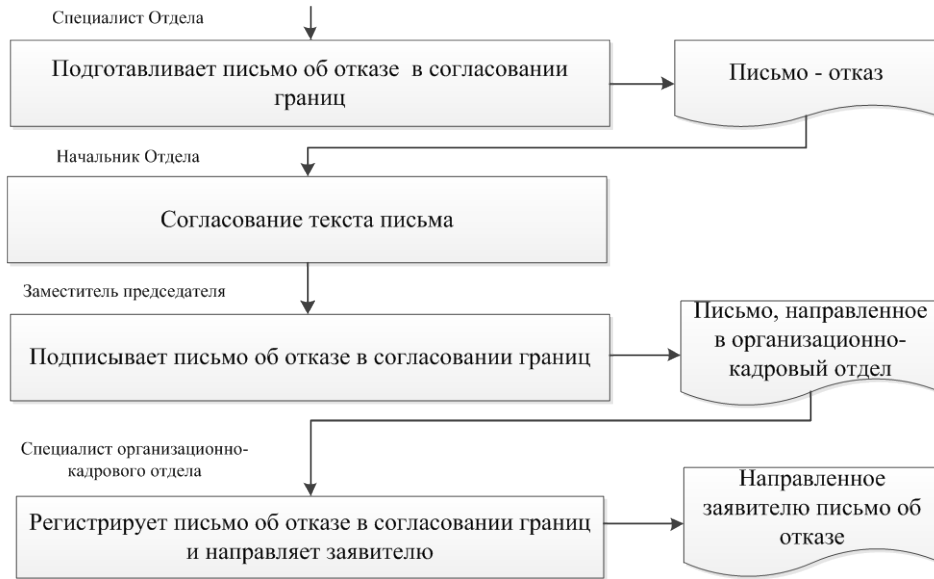 Специалист Отдела
Подготавливает письмо об отказе в согласовании
границ
Письмо - отказ
Начальник Отдела
Согласование текста письма
Заместитель председателя
Подписывает письмо об отказе в согласовании границ
Письмо, направленное
в организационно-
кадровый отдел
Специалист организационно-
кадрового отдела
Регистрирует письмо об отказе в согласовании границ
и направляет заявителю
Направленное
заявителю письмо об
отказе